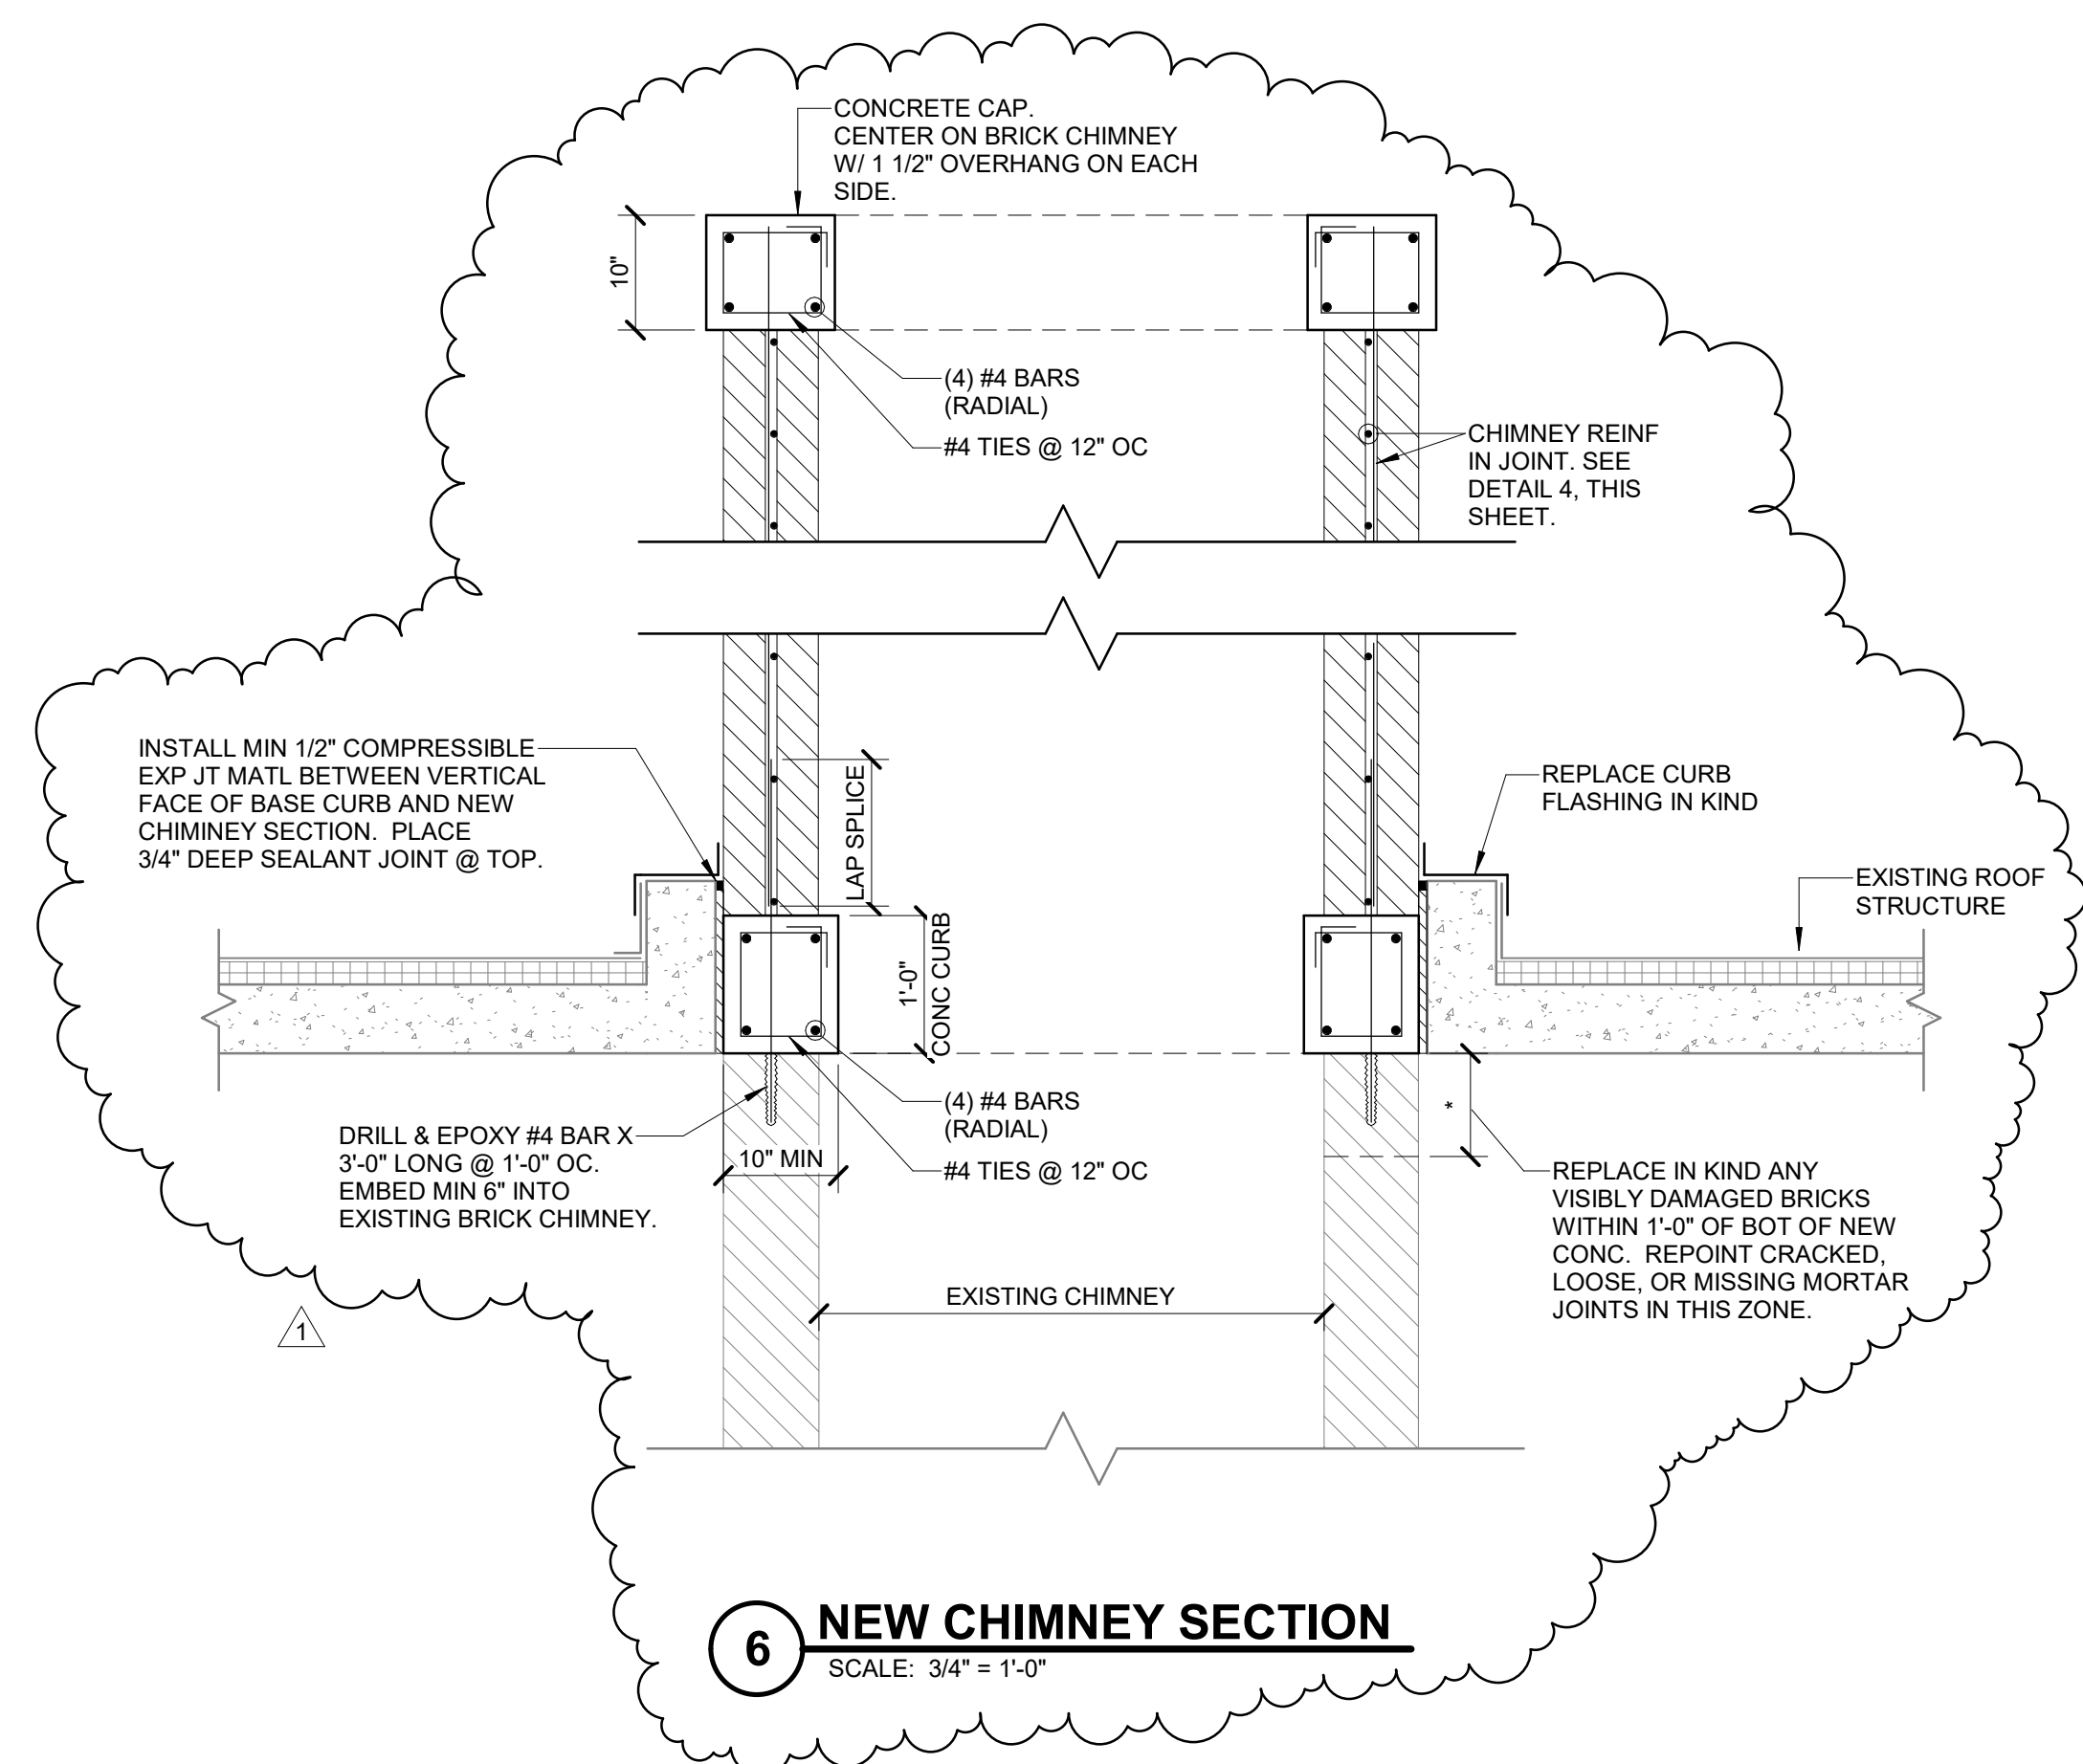 CONCRETE CAP.
CENTER ON BRICK CHIMNEY
W/ 1 1/2" OVERHANG ON EACH
SIDE.
10"
(4) #4 BARS
(RADIAL)
#4 TIES @ 12" OC
CHIMNEY REINF
IN JOINT. SEE
DETAIL 4, THIS
SHEET.
INSTALL MIN 1/2" COMPRESSIBLE
EXP JT MATL BETWEEN VERTICAL
FACE OF BASE CURB AND NEW
CHIMINEY SECTION.  PLACE
3/4" DEEP SEALANT JOINT @ TOP.
LAP SPLICE
REPLACE CURB
FLASHING IN KIND
EXISTING ROOF
STRUCTURE
1'-0"
CONC CURB
DRILL & EPOXY #4 BAR X
3'-0" LONG @ 1'-0" OC.
EMBED MIN 6" INTO
EXISTING BRICK CHIMNEY.
10" MIN
(4) #4 BARS
(RADIAL)
#4 TIES @ 12" OC
*
REPLACE IN KIND ANY
VISIBLY DAMAGED BRICKS
WITHIN 1'-0" OF BOT OF NEW
CONC.  REPOINT CRACKED,
LOOSE, OR MISSING MORTAR
JOINTS IN THIS ZONE.
EXISTING CHIMNEY
1
6
NEW CHIMNEY SECTION
SCALE:  3/4" = 1'-0"